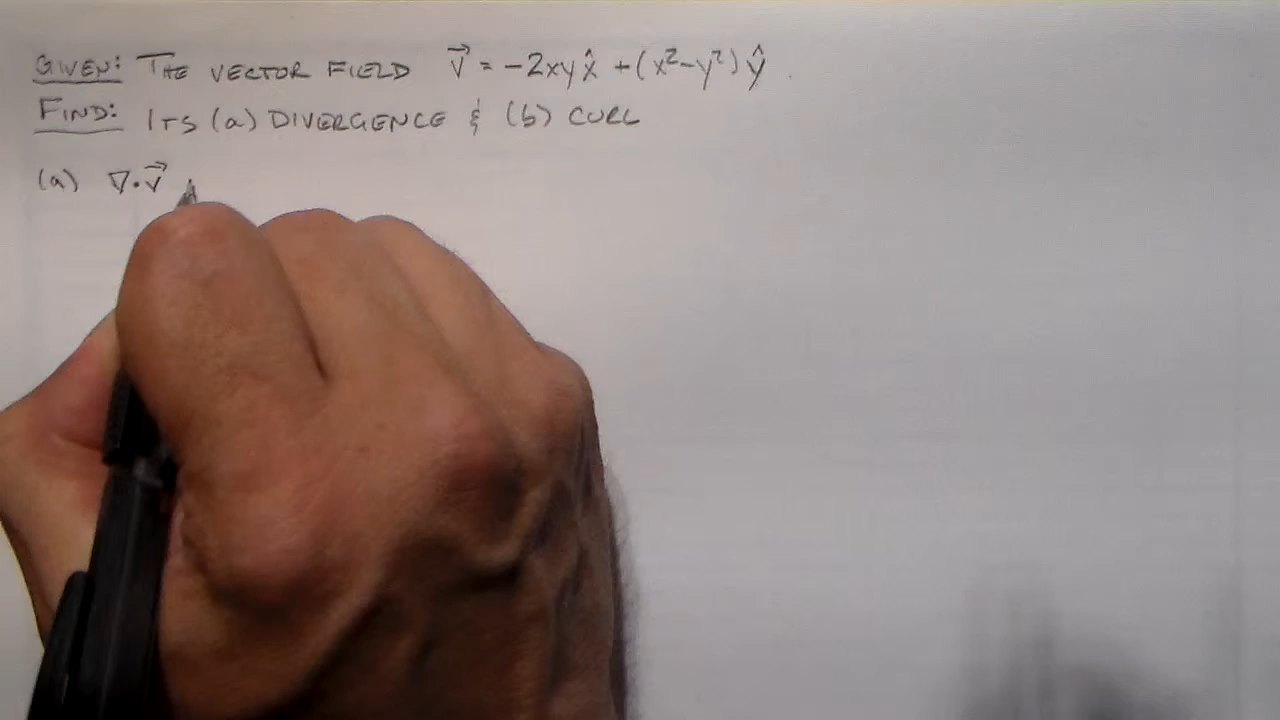 GIVEN: THE VECTOR FIELD v⃗ = -2xy x̂ + (x²-y²) ŷ
FIND: ITS (a) DIVERGENCE & (b) CURL
(a) ∇·v⃗